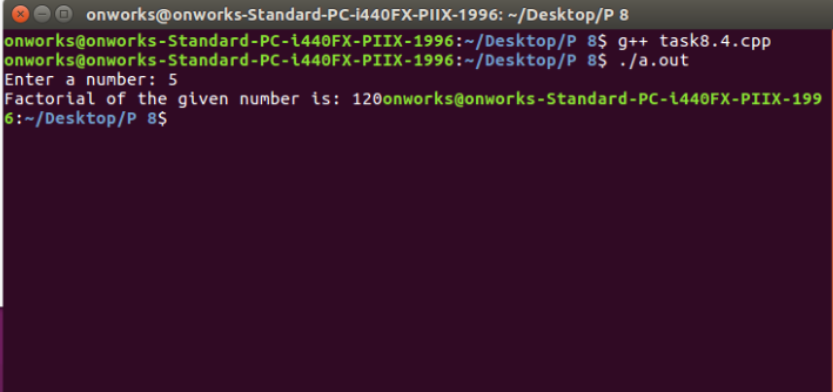 onworks@onworks-Standard-PC-i440FX-PIIX-1996: ~/Desktop/P 8
onworks@onworks-Standard-PC-i440FX-PIIX-1996:~/Desktop/P 8$ g++ task8.4.cpp
onworks@onworks-Standard-PC-i440FX-PIIX-1996:~/Desktop/P 8$ ./a.out
Enter a number: 5
Factorial of the given number is: 120onworks@onworks-Standard-PC-i440FX-PIIX-199
6:~/Desktop/P 8$